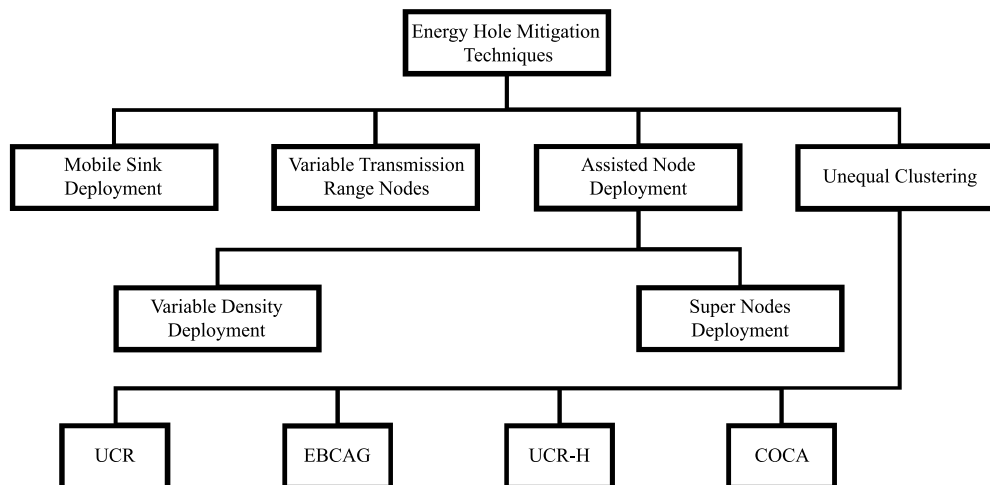 Energy Hole Mitigation
Techniques
Mobile Sink
Deployment
Variable Transmission
Range Nodes
Assisted Node
Deployment
Unequal Clustering
Variable Density
Deployment
Super Nodes
Deployment
UCR
EBCAG
UCR-H
COCA